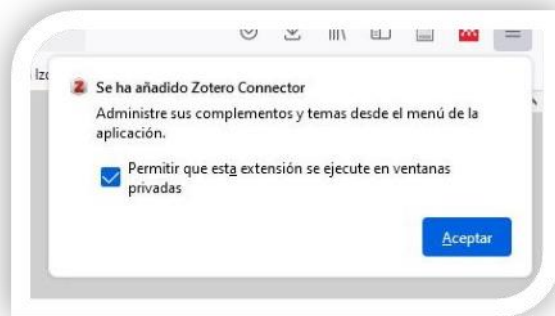 Se ha añadido Zotero Connector
Administre sus complementos y temas desde el menú de la
aplicación.
Permitir que esta extensión se ejecute en ventanas
privadas
Aceptar